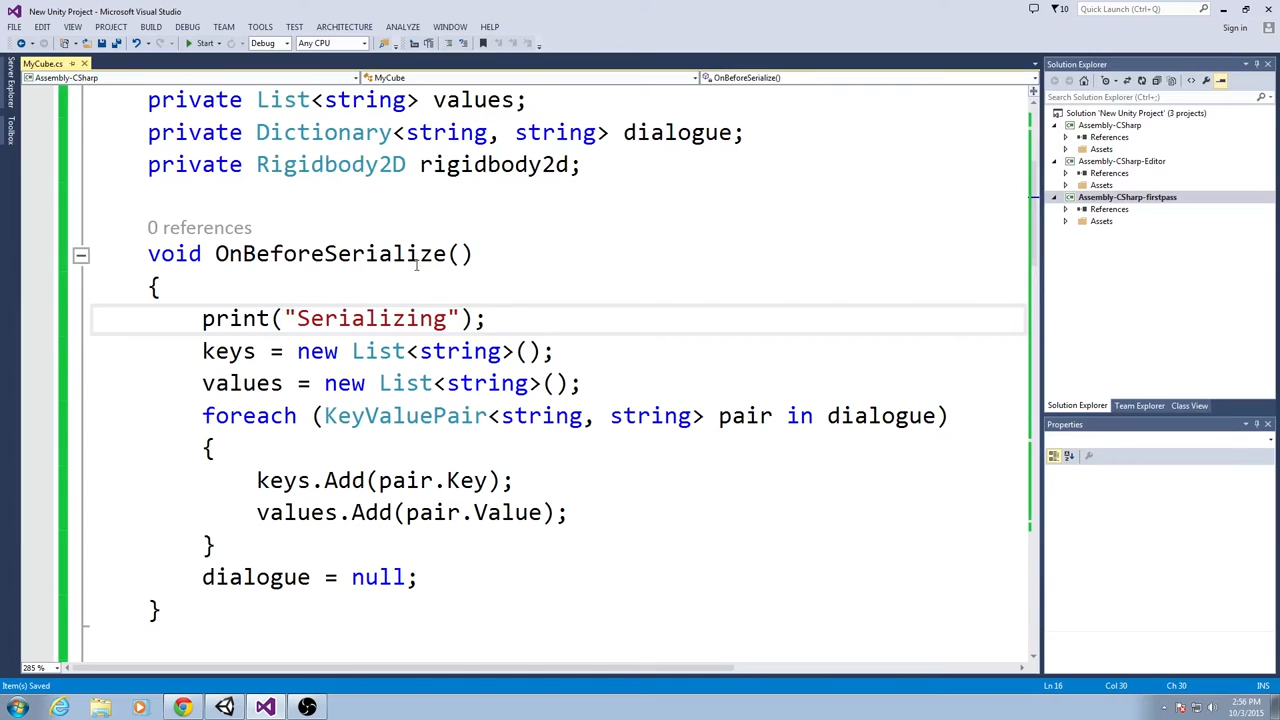 New Unity Project - Microsoft Visual Studio
10
Quick Launch (Ctrl+Q)
FILE EDIT VIEW PROJECT BUILD DEBUG TEAM TOOLS TEST ARCHITECTURE ANALYZE WINDOW HELP
Sign in
Start Debug Any CPU
Server Explorer
Toolbox
MyCube.cs
Assembly-CSharp MyCube OnBeforeSerialize()
private List<string> values;
private Dictionary<string, string> dialogue;
private Rigidbody2D rigidbody2d;
0 references
void OnBeforeSerialize()
{
print("Serializing");
keys = new List<string>();
values = new List<string>();
foreach (KeyValuePair<string, string> pair in dialogue)
{
keys.Add(pair.Key);
values.Add(pair.Value);
}
dialogue = null;
}
285 %
Solution Explorer
Search Solution Explorer (Ctrl+;)
Solution 'New Unity Project' (3 projects)
Assembly-CSharp
References
Assets
Assembly-CSharp-Editor
References
Assets
Assembly-CSharp-firstpass
References
Assets
Solution Explorer Team Explorer Class View
Properties
Item(s) Saved Ln 16 Col 30 Ch 30 INS
2:56 PM
10/3/2015